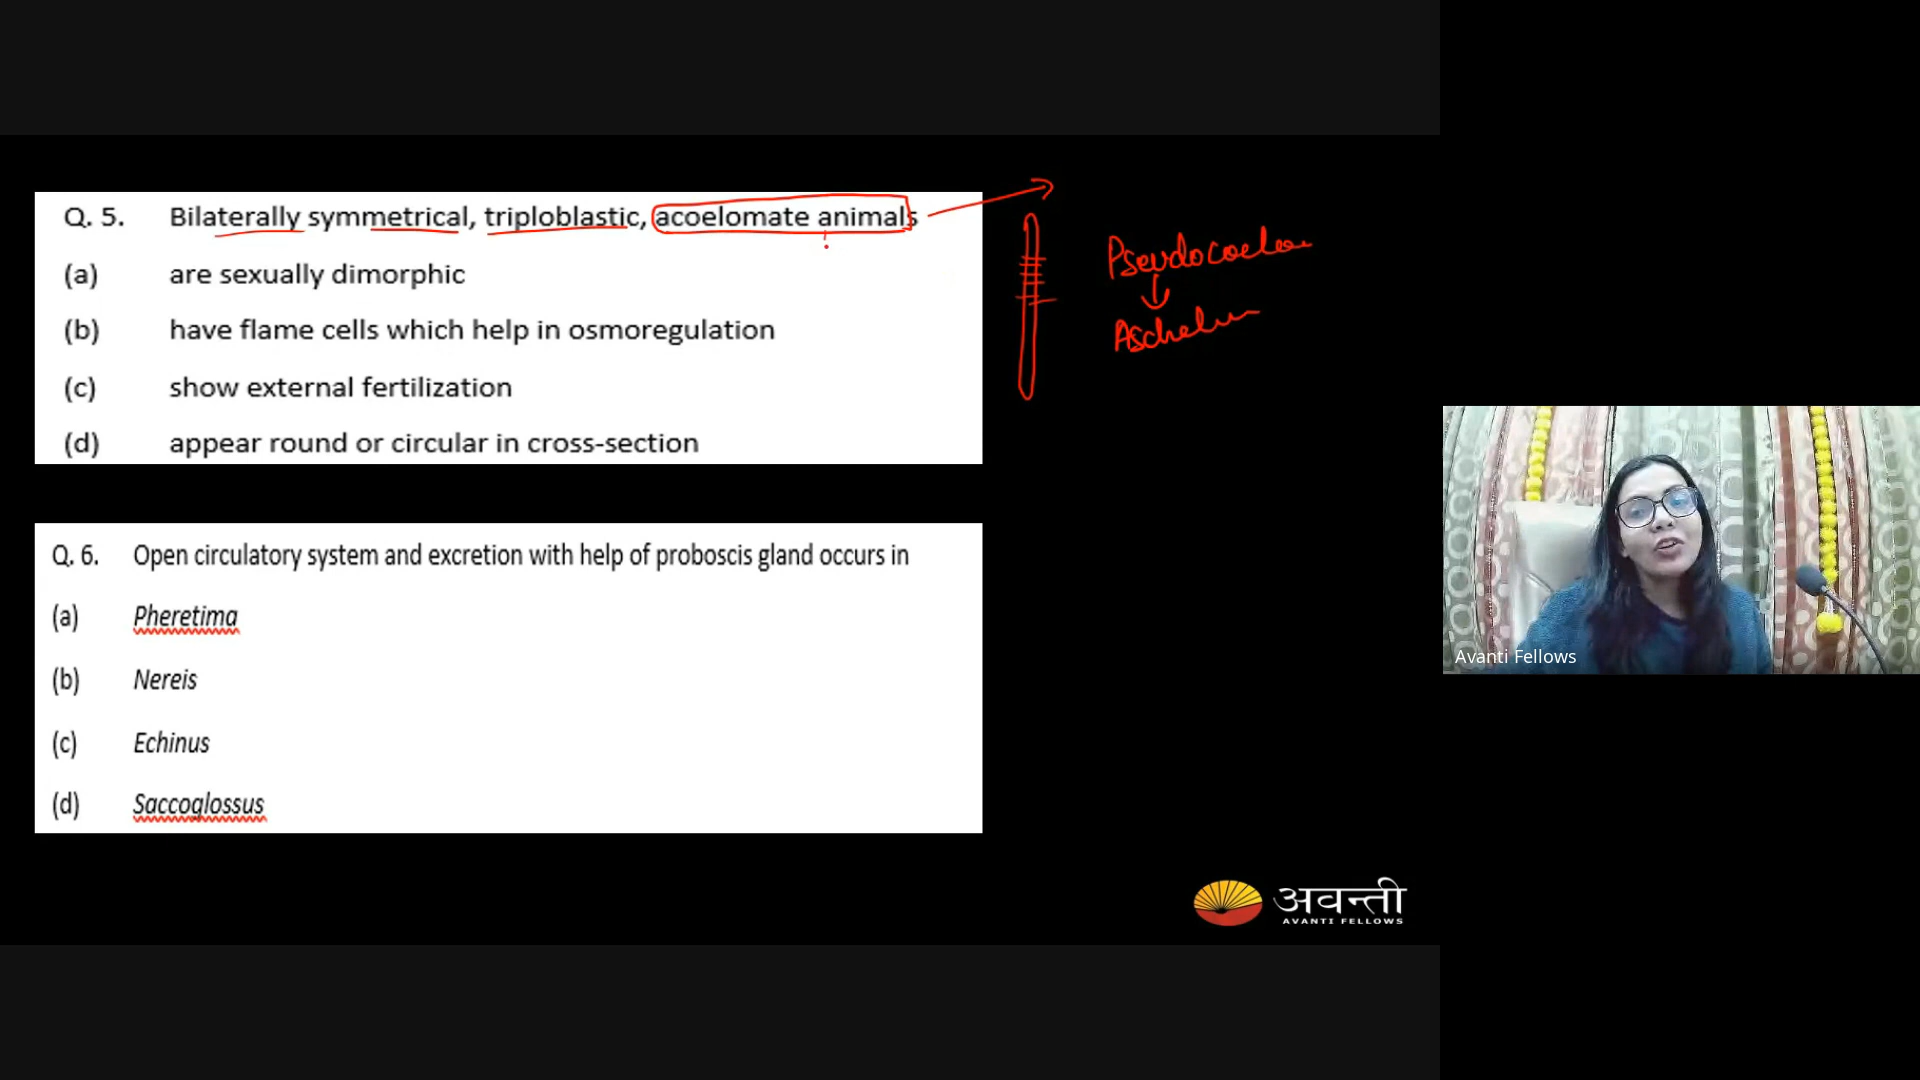 Q. 5. Bilaterally symmetrical, triploblastic, acoelomate animals
(a) are sexually dimorphic
(b) have flame cells which help in osmoregulation
(c) show external fertilization
(d) appear round or circular in cross-section
Q. 6. Open circulatory system and excretion with help of proboscis gland occurs in
(a) Pheretima
(b) Nereis
(c) Echinus
(d) Saccoglossus
अवन्ती
AVANTI FELLOWS
Avanti Fellows